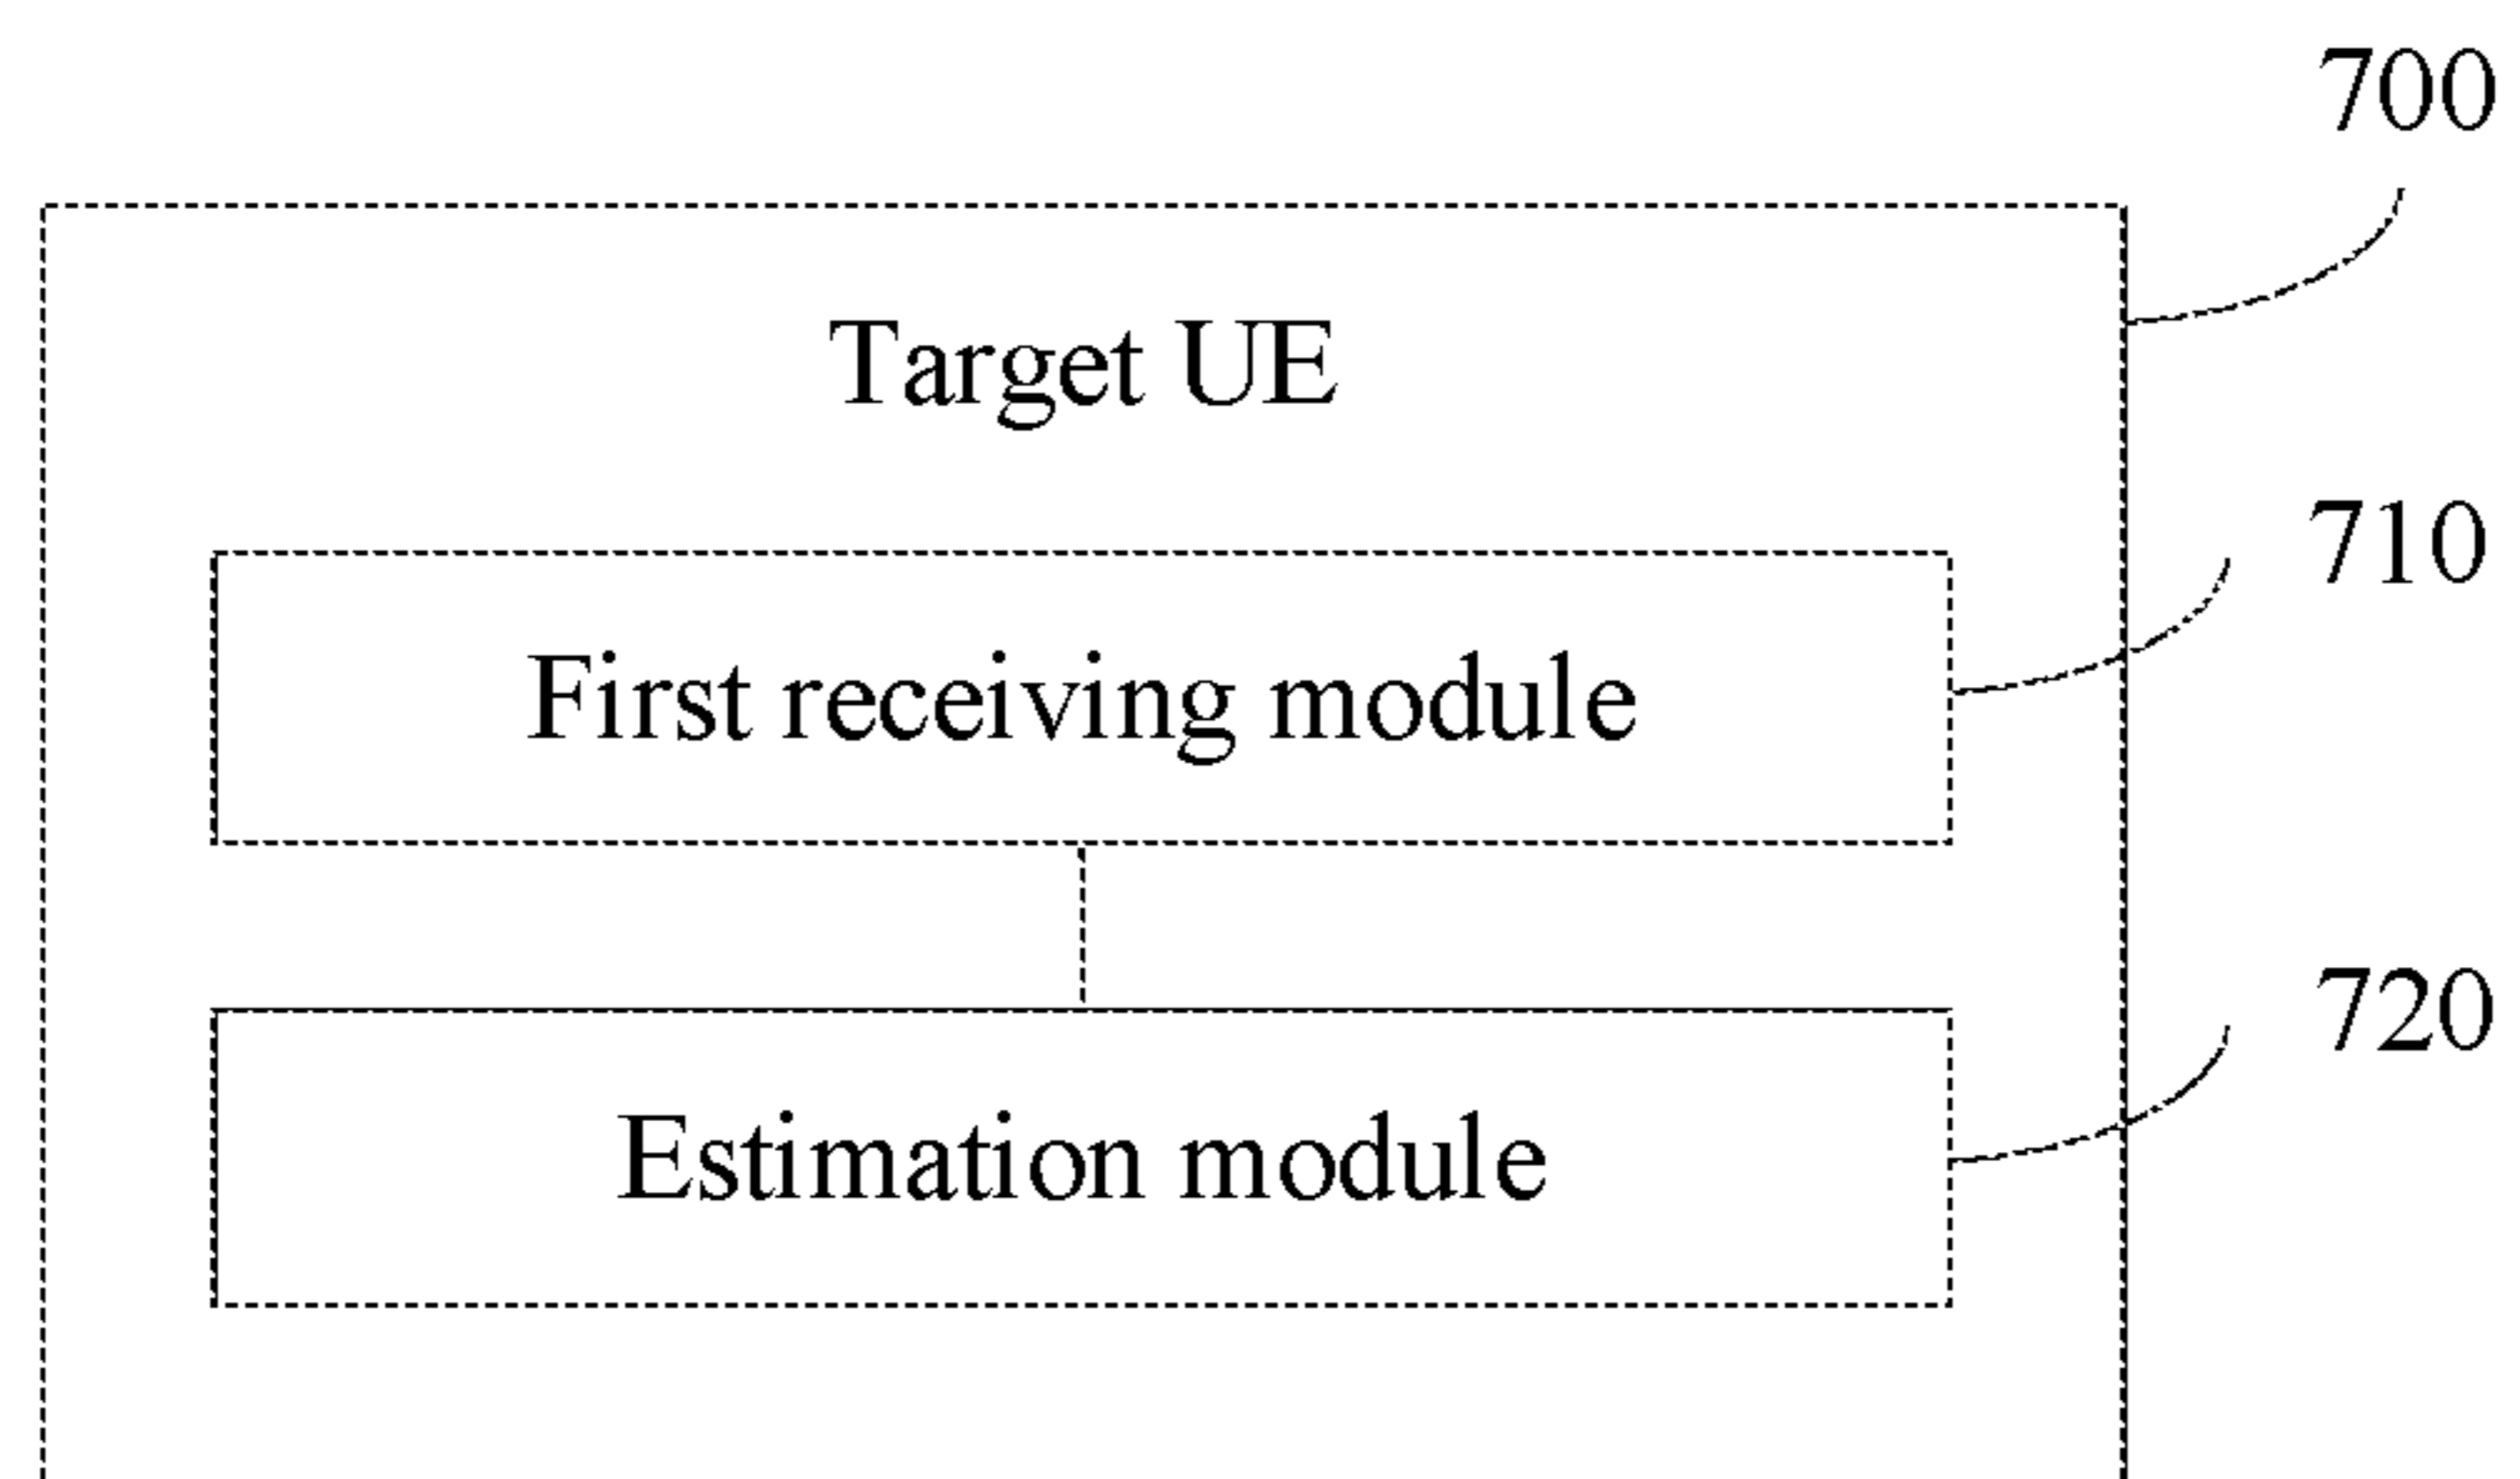 700
Target UE
710
First receiving module
720
Estimation module